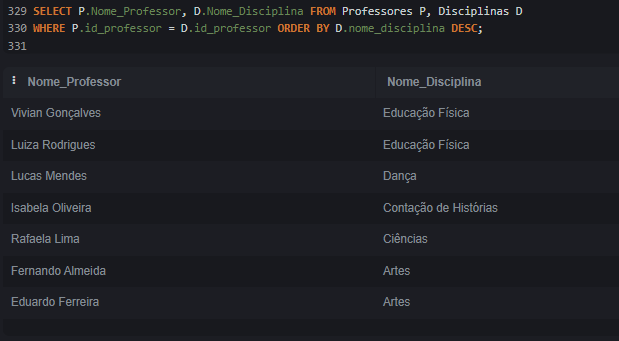 329 SELECT P.Nome_Professor, D.Nome_Disciplina FROM Professores P, Disciplinas D
330 WHERE P.id_professor = D.id_professor ORDER BY D.nome_disciplina DESC;
331
Nome_Professor Nome_Disciplina
Vivian Gonçalves Educação Física
Luiza Rodrigues Educação Física
Lucas Mendes Dança
Isabela Oliveira Contação de Histórias
Rafaela Lima Ciências
Fernando Almeida Artes
Eduardo Ferreira Artes